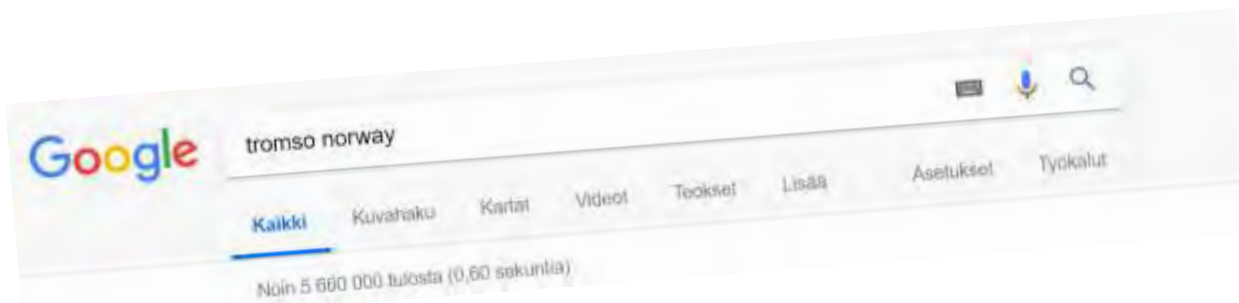 Google tromso norway
Kaikki Kuvahaku Kartat Videot Teokset Lisää Asetukset Työkalut
Noin 5 660 000 tulosta (0,60 sekuntia)